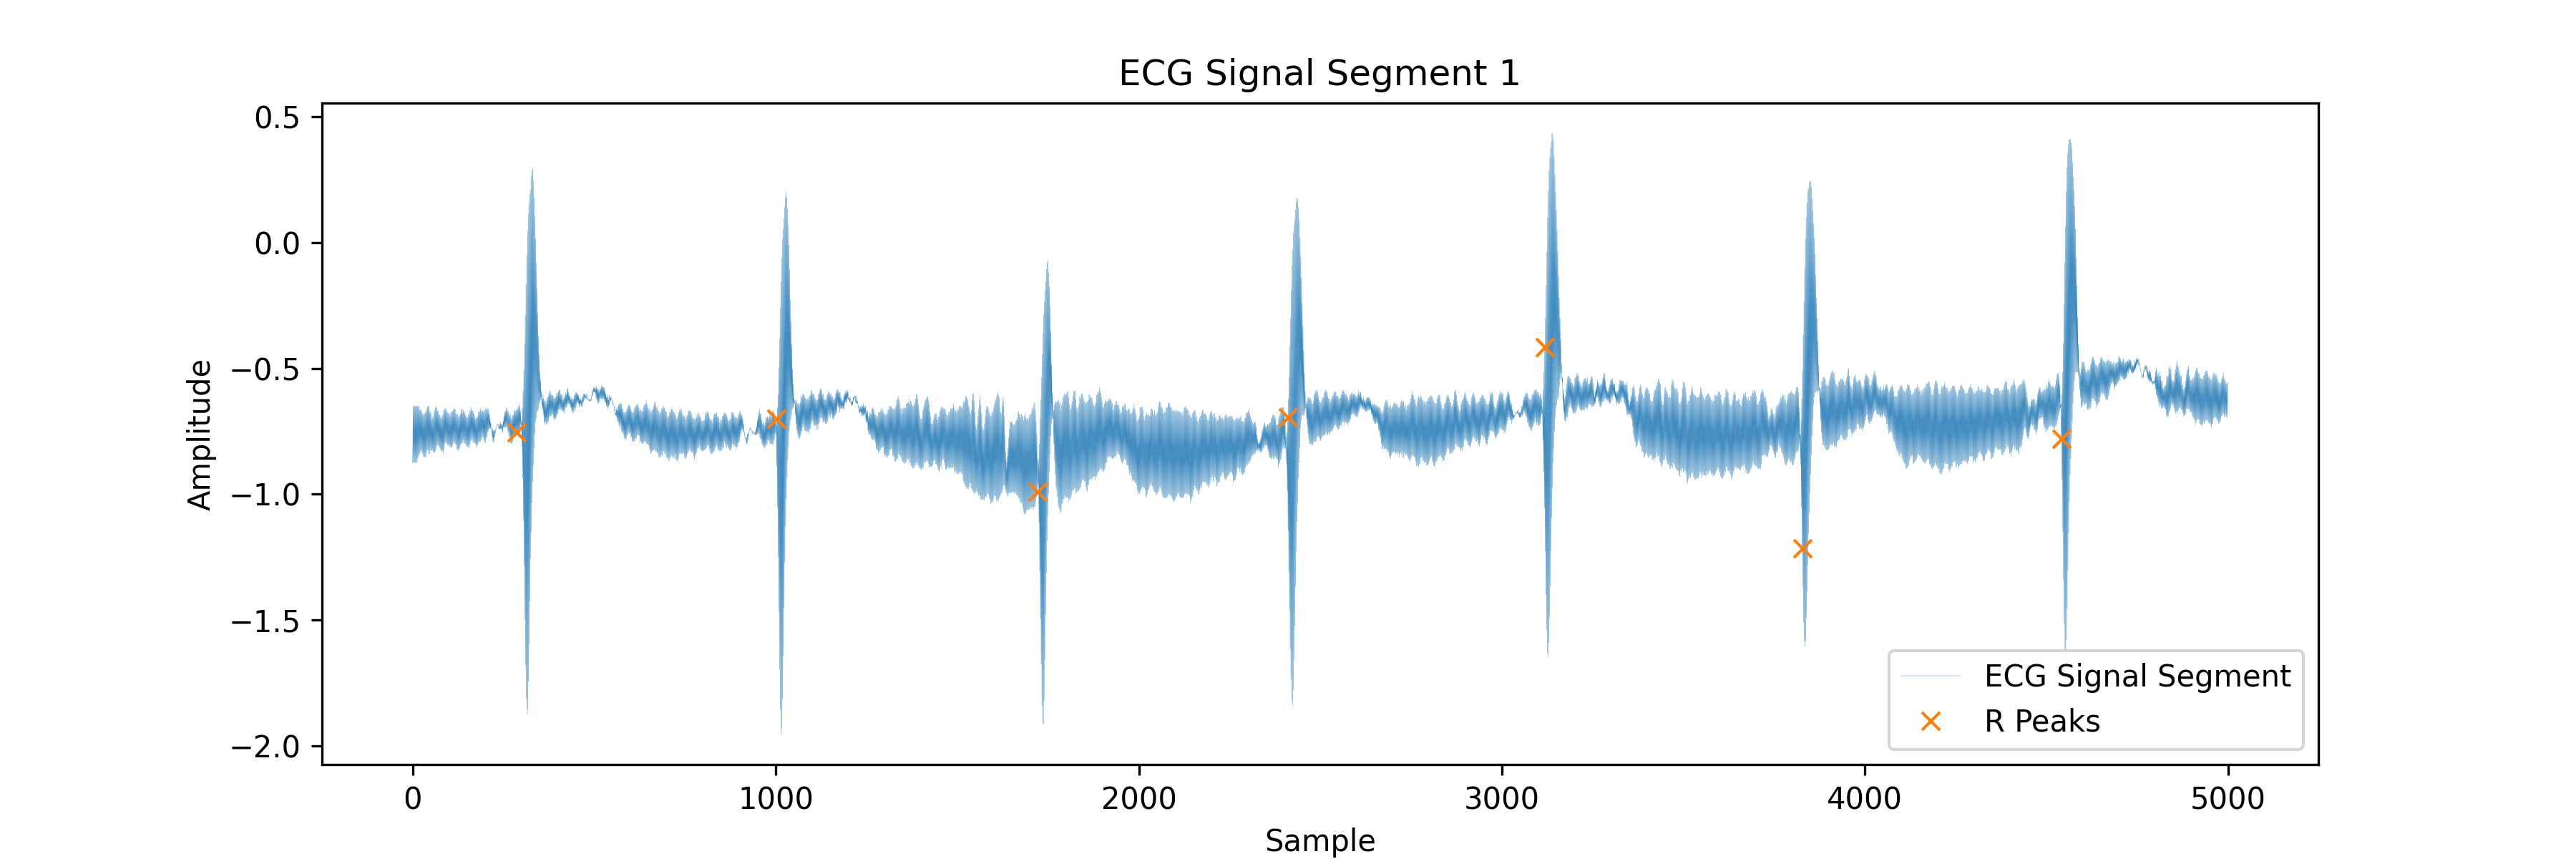 ECG Signal Segment 1
0.5
0.0
−0.5
−1.0
−1.5
−2.0
Amplitude
ECG Signal Segment
R Peaks
0 1000 2000 3000 4000 5000
Sample